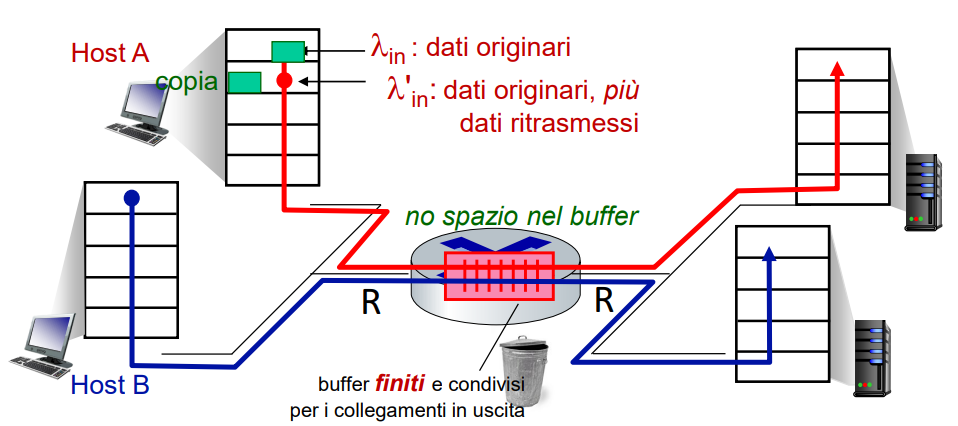 Host A
λin : dati originari
copia
λ'in: dati originari, più
dati ritrasmessi
no spazio nel buffer
R
R
Host B
buffer finiti e condivisi
per i collegamenti in uscita